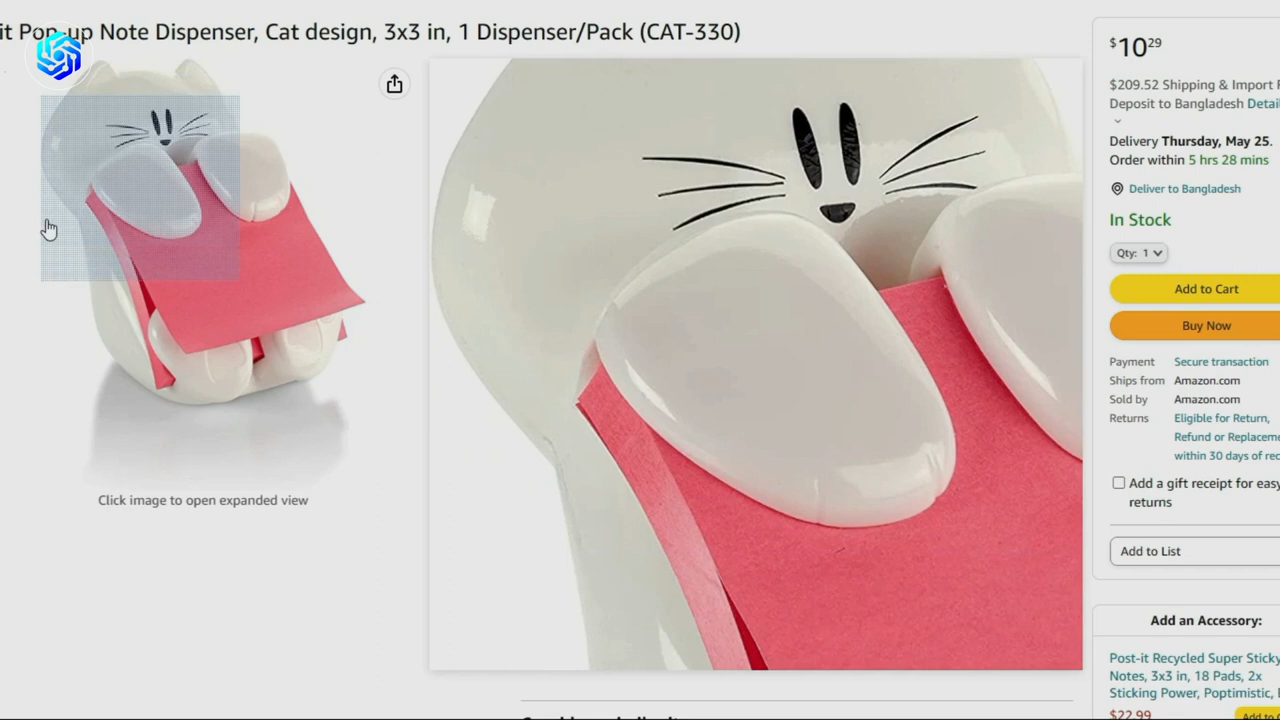 it Pop-up Note Dispenser, Cat design, 3x3 in, 1 Dispenser/Pack (CAT-330)
Click image to open expanded view
$10 29
$209.52 Shipping & Import
Deposit to Bangladesh Detai
Delivery Thursday, May 25.
Order within 5 hrs 28 mins
Deliver to Bangladesh
In Stock
Qty: 1
Add to Cart
Buy Now
Payment Secure transaction
Ships from Amazon.com
Sold by Amazon.com
Returns Eligible for Return,
Refund or Replaceme
within 30 days of rec
Add a gift receipt for easy
returns
Add to List
Add an Accessory:
Post-it Recycled Super Sticky
Notes, 3x3 in, 18 Pads, 2x
Sticking Power, Poptimistic,
$22.99 Add to